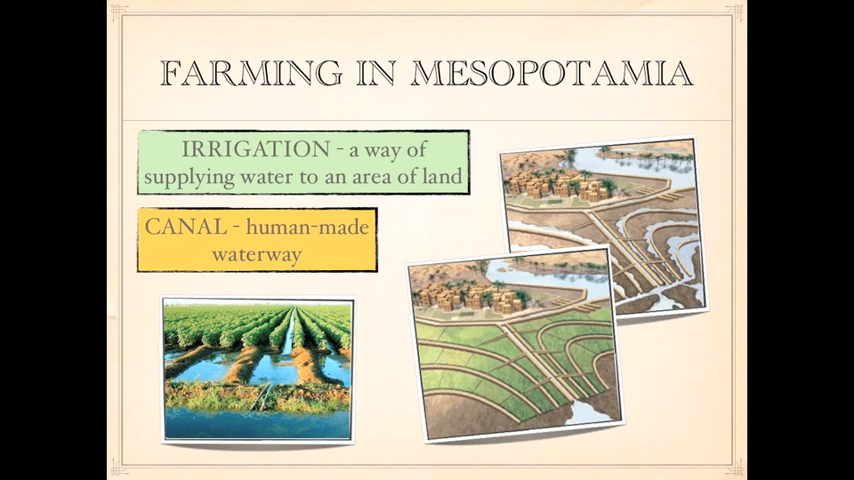 FARMING IN MESOPOTAMIA
IRRIGATION - a way of
supplying water to an area of land
CANAL - human-made
waterway